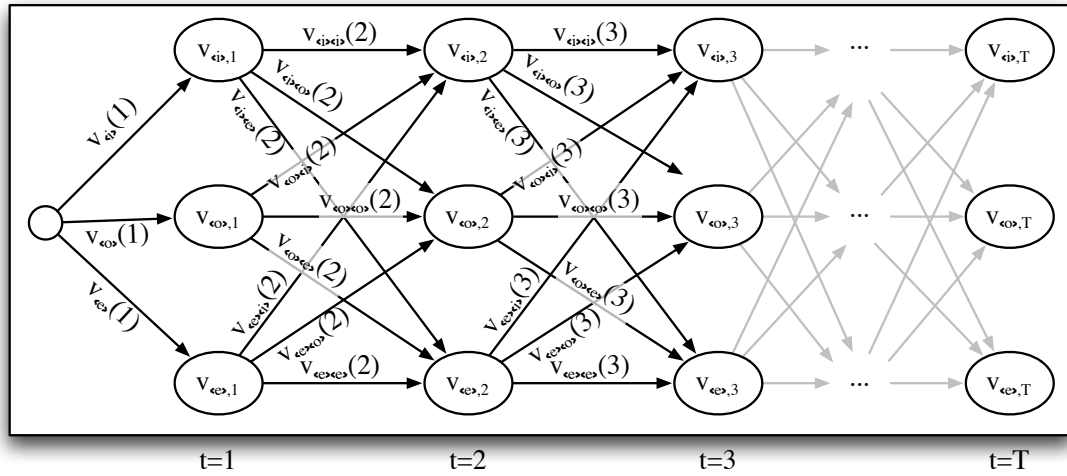 v‹i›‹i›(2) v‹i›‹i›(3)
v‹i›,1 v‹i›,2 v‹i›,3 ... v‹i›,T
v‹i›‹o›(2) v‹i›‹o›(3)
v‹i›(1) v‹i›‹e›(2) v‹i›‹e›(3)
v‹o›‹i›(2) v‹o›‹i›(3)
v‹o›,1 v‹o›‹o›(2) v‹o›,2 v‹o›‹o›(3) v‹o›,3 ... v‹o›,T
v‹o›(1)
v‹o›‹e›(2) v‹o›‹e›(3)
v‹e›(1) v‹e›‹i›(2) v‹e›‹i›(3)
v‹e›‹o›(2) v‹e›‹o›(3)
v‹e›‹e›(2) v‹e›‹e›(3)
v‹e›,1 v‹e›,2 v‹e›,3 ... v‹e›,T
t=1 t=2 t=3 t=T